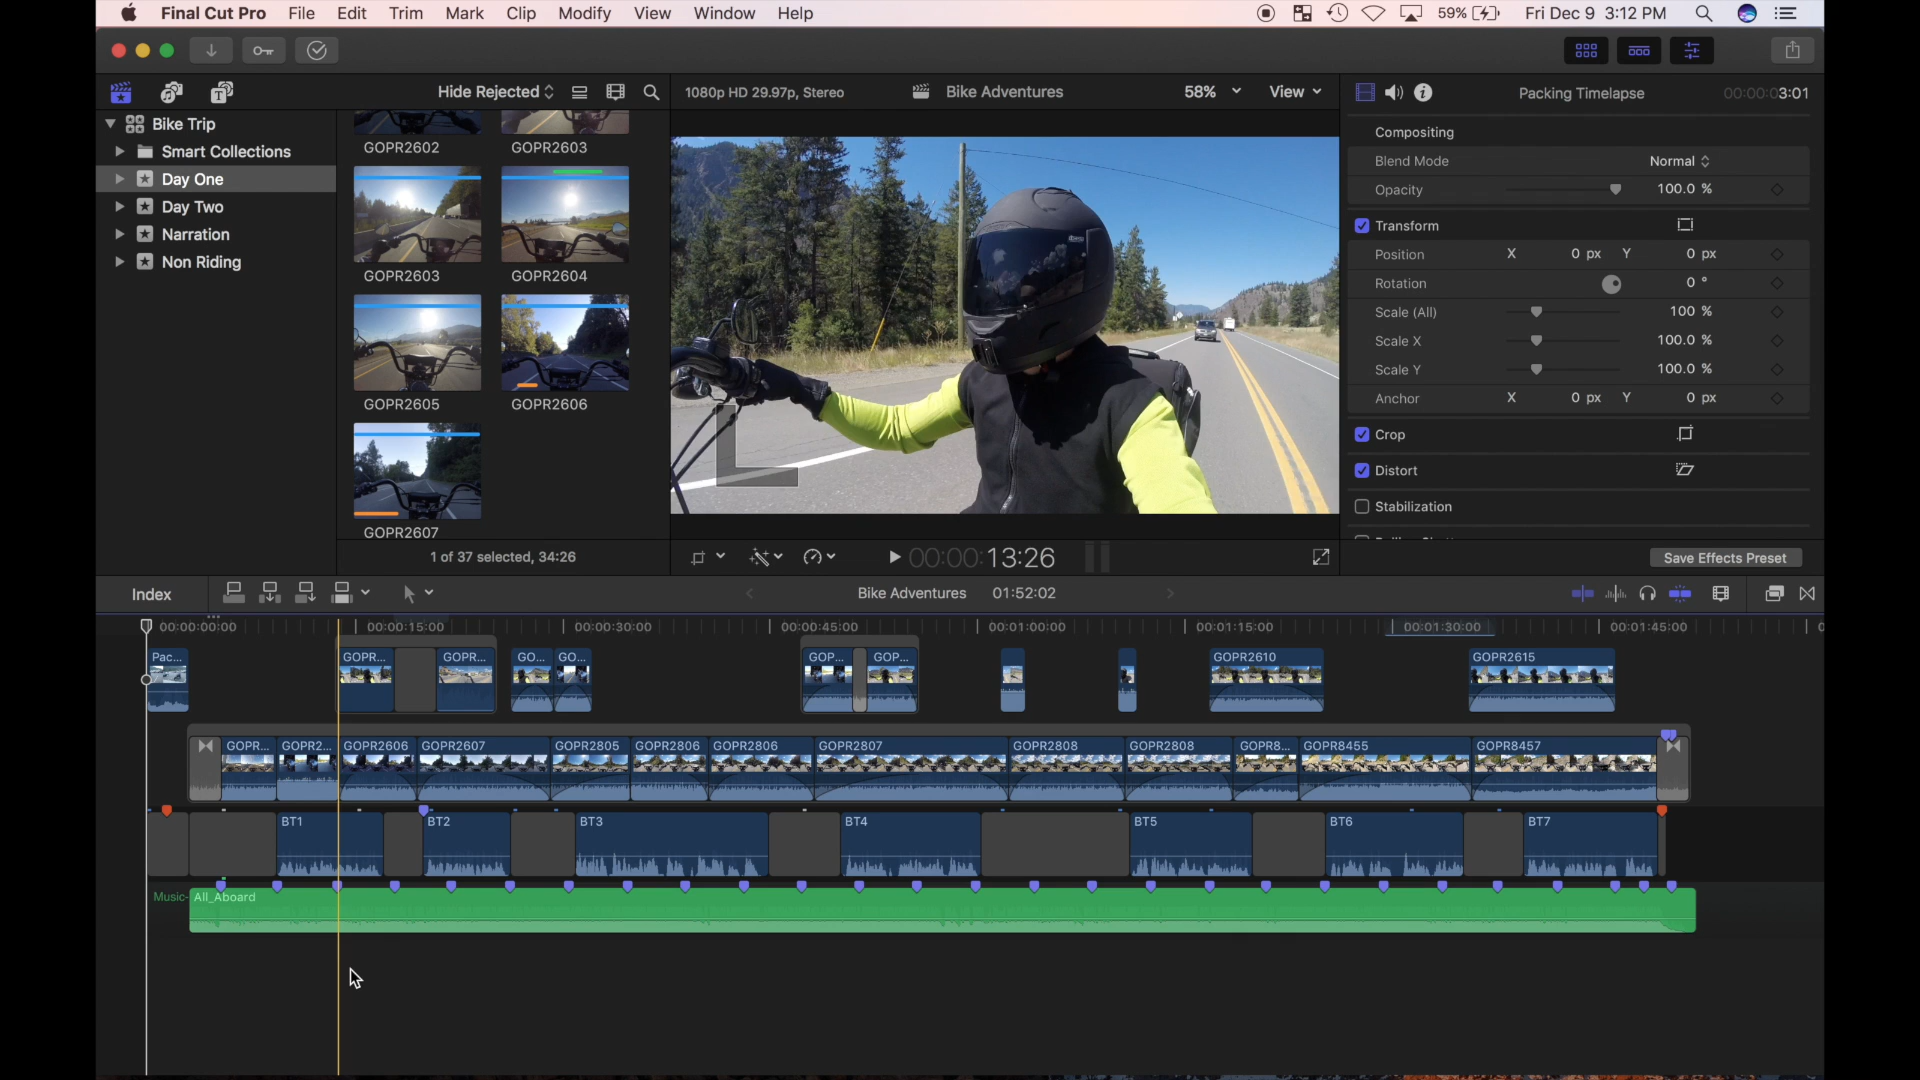 Final Cut Pro File Edit Trim Mark Clip Modify View Window Help 59% Fri Dec 9 3:12 PM
Hide Rejected 1080p HD 29.97p, Stereo Bike Adventures 58% View Packing Timelapse 00:00:03:01
Bike Trip
Smart Collections
Day One
Day Two
Narration
Non Riding
GOPR2602 GOPR2603
GOPR2603 GOPR2604
GOPR2605 GOPR2606
GOPR2607
1 of 37 selected, 34:26
00:00:13:26
Compositing
Blend Mode Normal
Opacity 100.0 %
Transform
Position X 0 px Y 0 px
Rotation 0 °
Scale (All) 100 %
Scale X 100.0 %
Scale Y 100.0 %
Anchor X 0 px Y 0 px
Crop
Distort
Stabilization
Save Effects Preset
Index Bike Adventures 01:52:02
00:00:00:00 00:00:15:00 00:00:30:00 00:00:45:00 00:01:00:00 00:01:15:00 00:01:30:00 00:01:45:00
Pac... GOPR... GOPR... GO... GO... GOP... GOP... GOPR2610 GOPR2615
GOPR... GOPR2... GOPR2606 GOPR2607 GOPR2805 GOPR2806 GOPR2806 GOPR2807 GOPR2808 GOPR2808 GOPR8... GOPR8455 GOPR8457
BT1 BT2 BT3 BT4 BT5 BT6 BT7
Music- All_Aboard